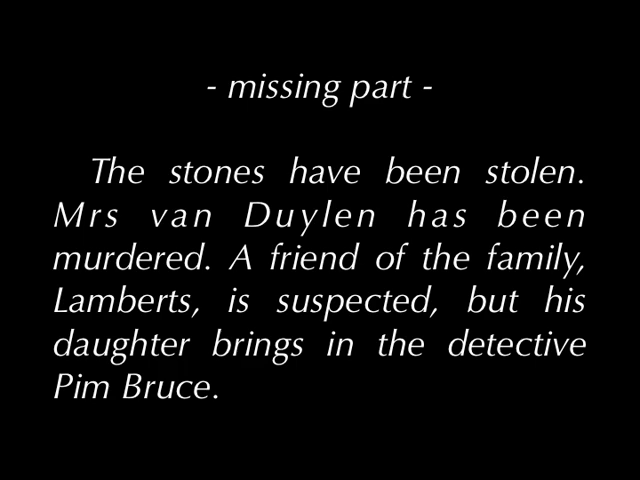 - missing part -
The stones have been stolen.
Mrs van Duylen has been
murdered. A friend of the family,
Lamberts, is suspected, but his
daughter brings in the detective
Pim Bruce.